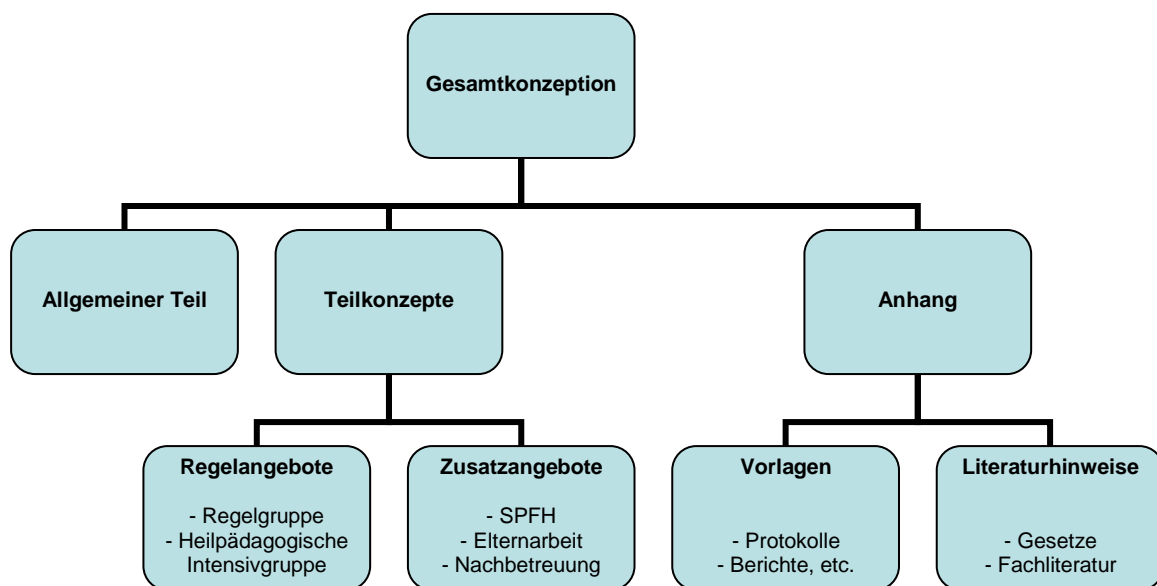 Gesamtkonzeption
Allgemeiner Teil
Teilkonzepte
Anhang
Regelangebote
- Regelgruppe
- Heilpädagogische
Intensivgruppe
Zusatzangebote
- SPFH
- Elternarbeit
- Nachbetreuung
Vorlagen
- Protokolle
- Berichte, etc.
Literaturhinweise
- Gesetze
- Fachliteratur